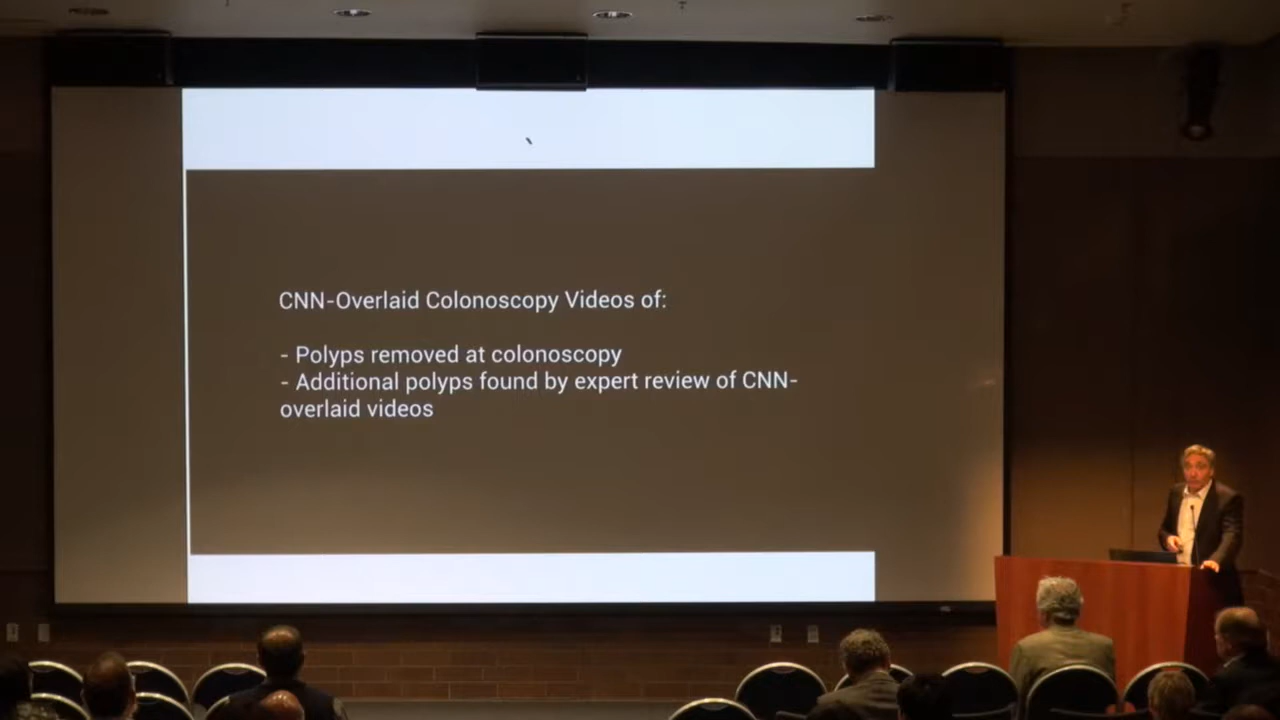 CNN-Overlaid Colonoscopy Videos of:
- Polyps removed at colonoscopy
- Additional polyps found by expert review of CNN-
overlaid videos